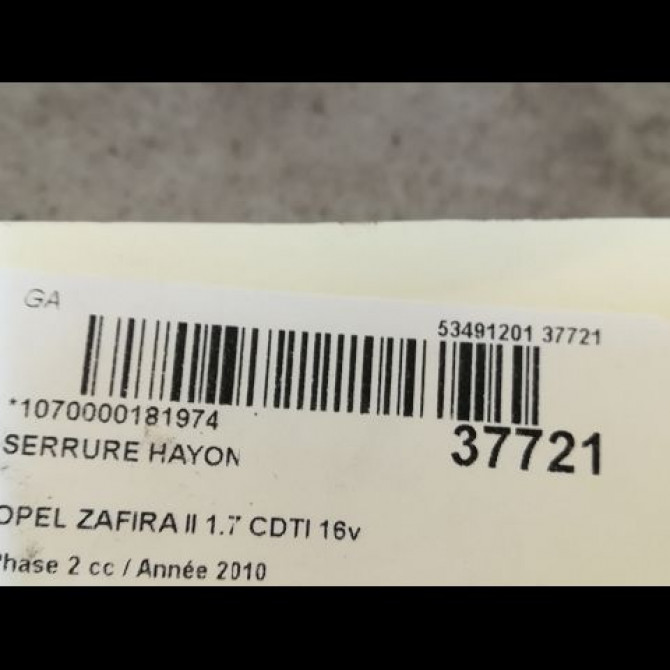 GA
53491201 37721
*1070000181974
37721
SERRURE HAYON
OPEL ZAFIRA II 1.7 CDTI 16v
Phase 2 cc / Année 2010